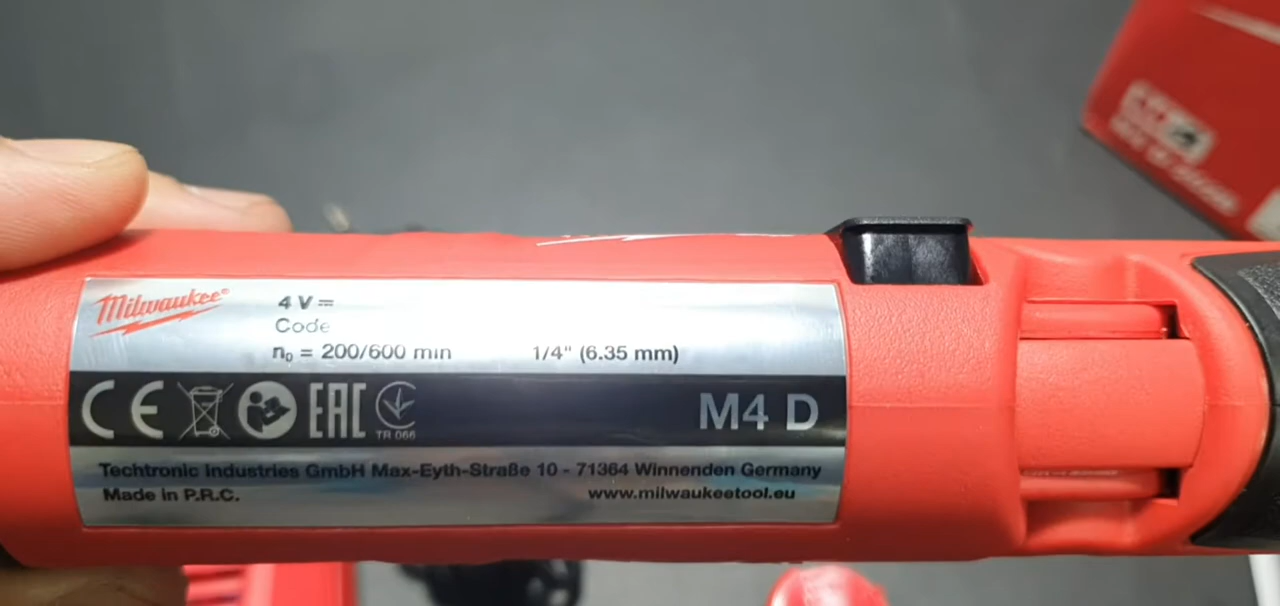 Milwaukee®
4 V ⎓
Code
n₀ = 200/600 min
1/4" (6.35 mm)
CE
EAC
TR 066
M4 D
Techtronic Industries GmbH Max-Eyth-Straße 10 - 71364 Winnenden Germany
Made in P.R.C.
www.milwaukeetool.eu